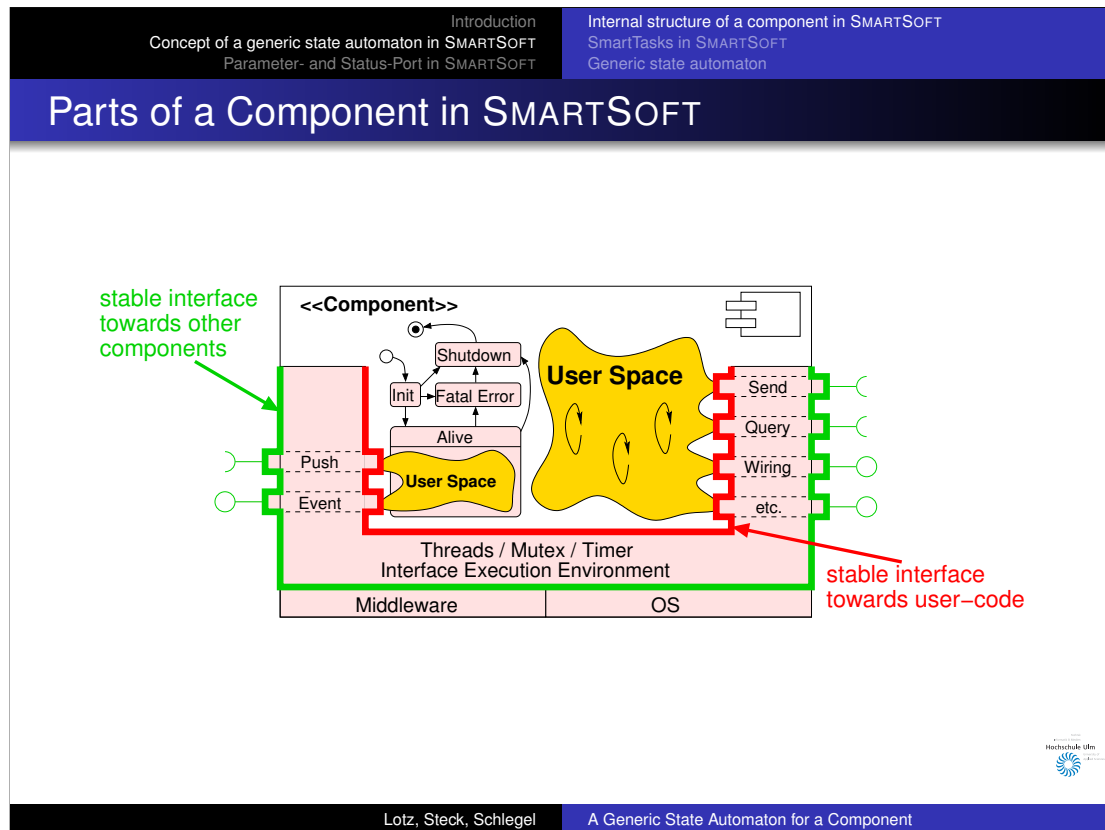 Introduction
Concept of a generic state automaton in SMARTSOFT
Parameter- and Status-Port in SMARTSOFT
Internal structure of a component in SMARTSOFT
SmartTasks in SMARTSOFT
Generic state automaton
Parts of a Component in SMARTSOFT
stable interface
towards other
components
<<Component>>
Shutdown
Init
Fatal Error
Alive
User Space
User Space
Push
Event
Send
Query
Wiring
etc.
Threads / Mutex / Timer
Interface Execution Environment
Middleware
OS
stable interface
towards user-code
Hochschule Ulm
Lotz, Steck, Schlegel
A Generic State Automaton for a Component